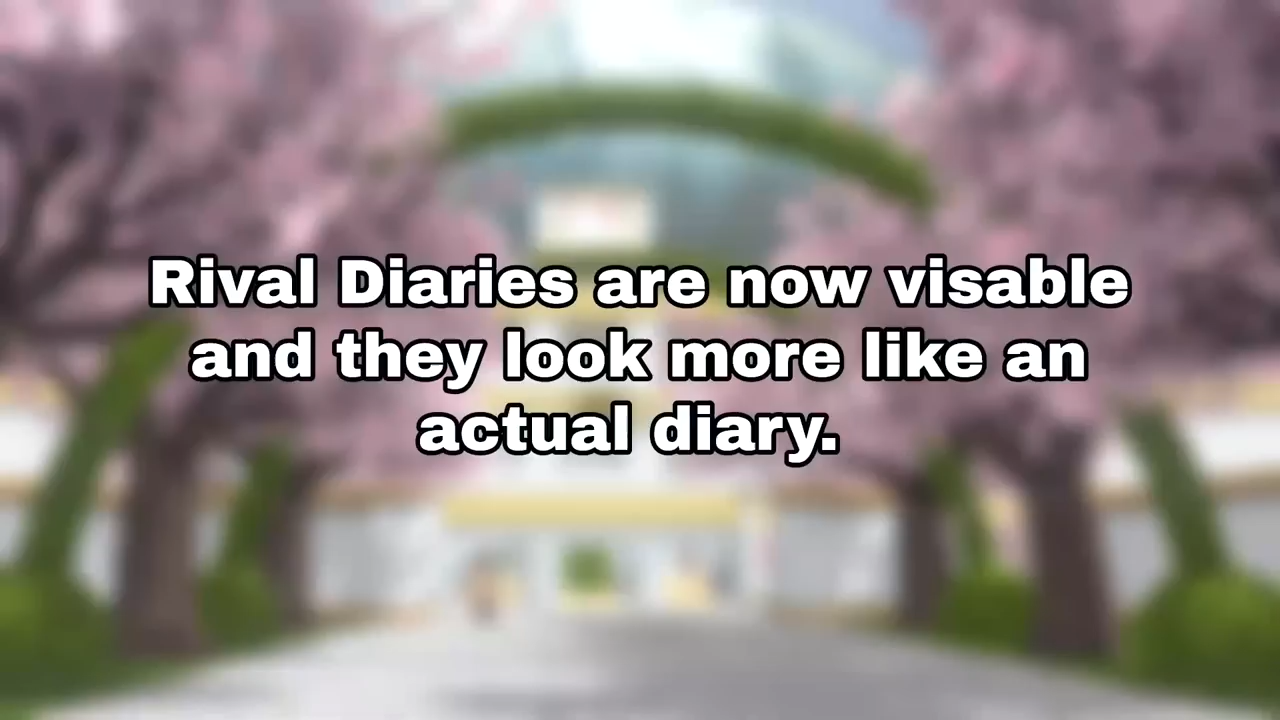 Rival Diaries are now visable
and they look more like an
actual diary.